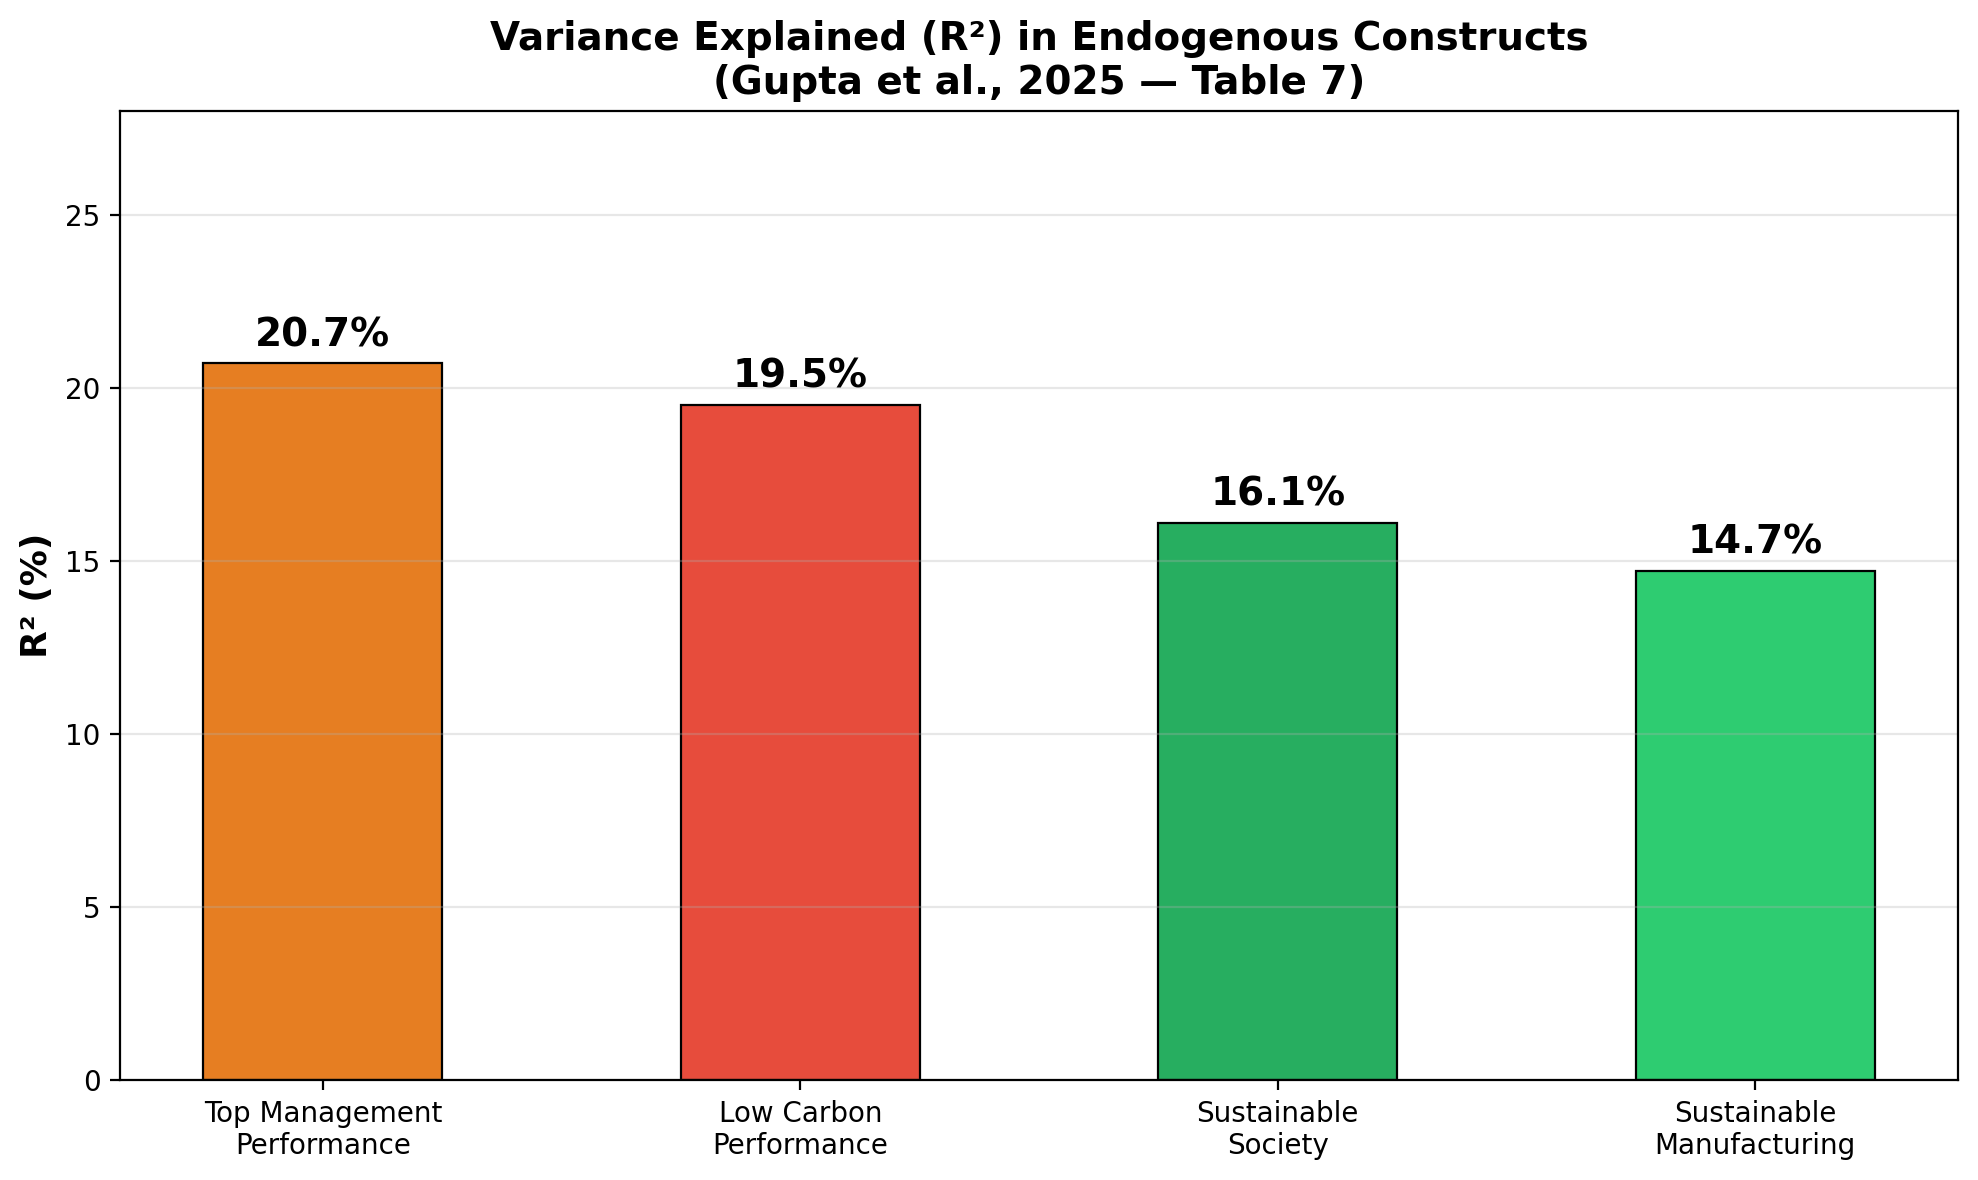 Variance Explained (R²) in Endogenous Constructs
(Gupta et al., 2025 — Table 7)
R² (%)
25
20
15
10
5
0
20.7%
19.5%
16.1%
14.7%
Top Management
Performance
Low Carbon
Performance
Sustainable
Society
Sustainable
Manufacturing